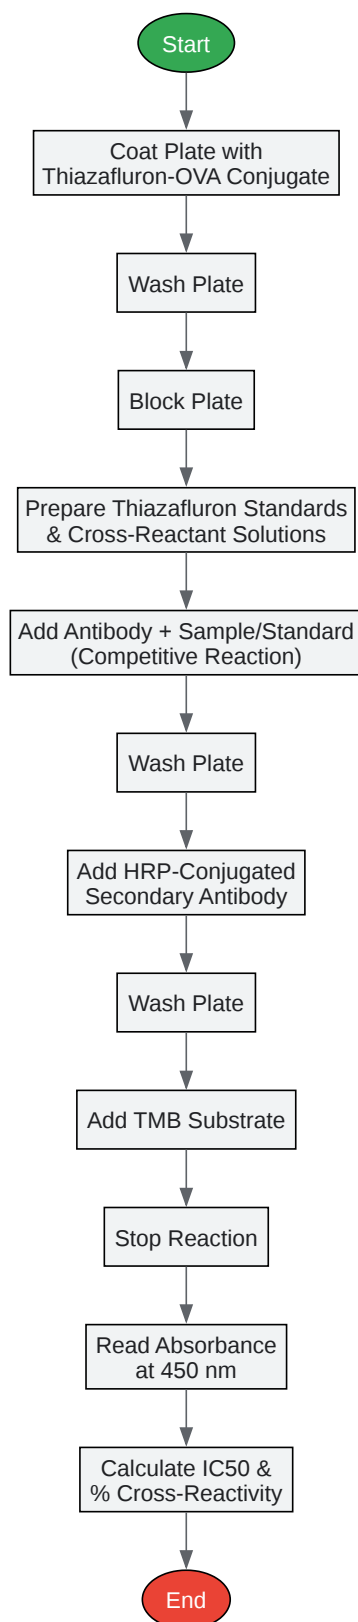 Start
Coat Plate with
Thiazafluron-OVA Conjugate
Wash Plate
Block Plate
Prepare Thiazafluron Standards
& Cross-Reactant Solutions
Add Antibody + Sample/Standard
(Competitive Reaction)
Wash Plate
Add HRP-Conjugated
Secondary Antibody
Wash Plate
Add TMB Substrate
Stop Reaction
Read Absorbance
at 450 nm
Calculate IC50 &
% Cross-Reactivity
End